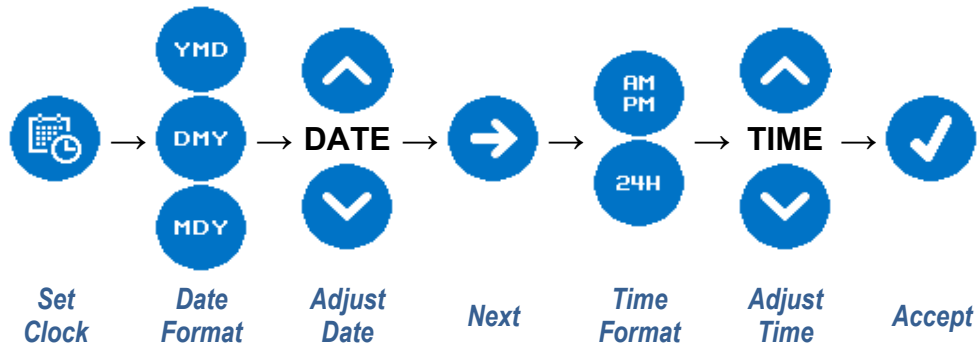 YMD
DMY
MDY
DATE
AM
PM
24H
TIME
Set
Clock
Date
Format
Adjust
Date
Next
Time
Format
Adjust
Time
Accept